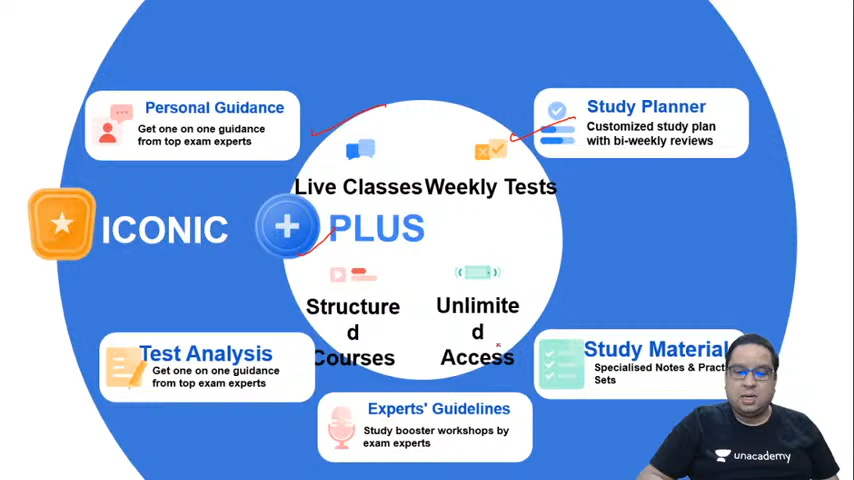 Personal Guidance
Get one on one guidance
from top exam experts
Study Planner
Customized study plan
with bi-weekly reviews
Live Classes
Weekly Tests
ICONIC
PLUS
Structure
d
Courses
Unlimite
d
Access
Test Analysis
Get one on one guidance
from top exam experts
Study Material
Specialised Notes & Pract
Sets
Experts' Guidelines
Study booster workshops by
exam experts
unacademy